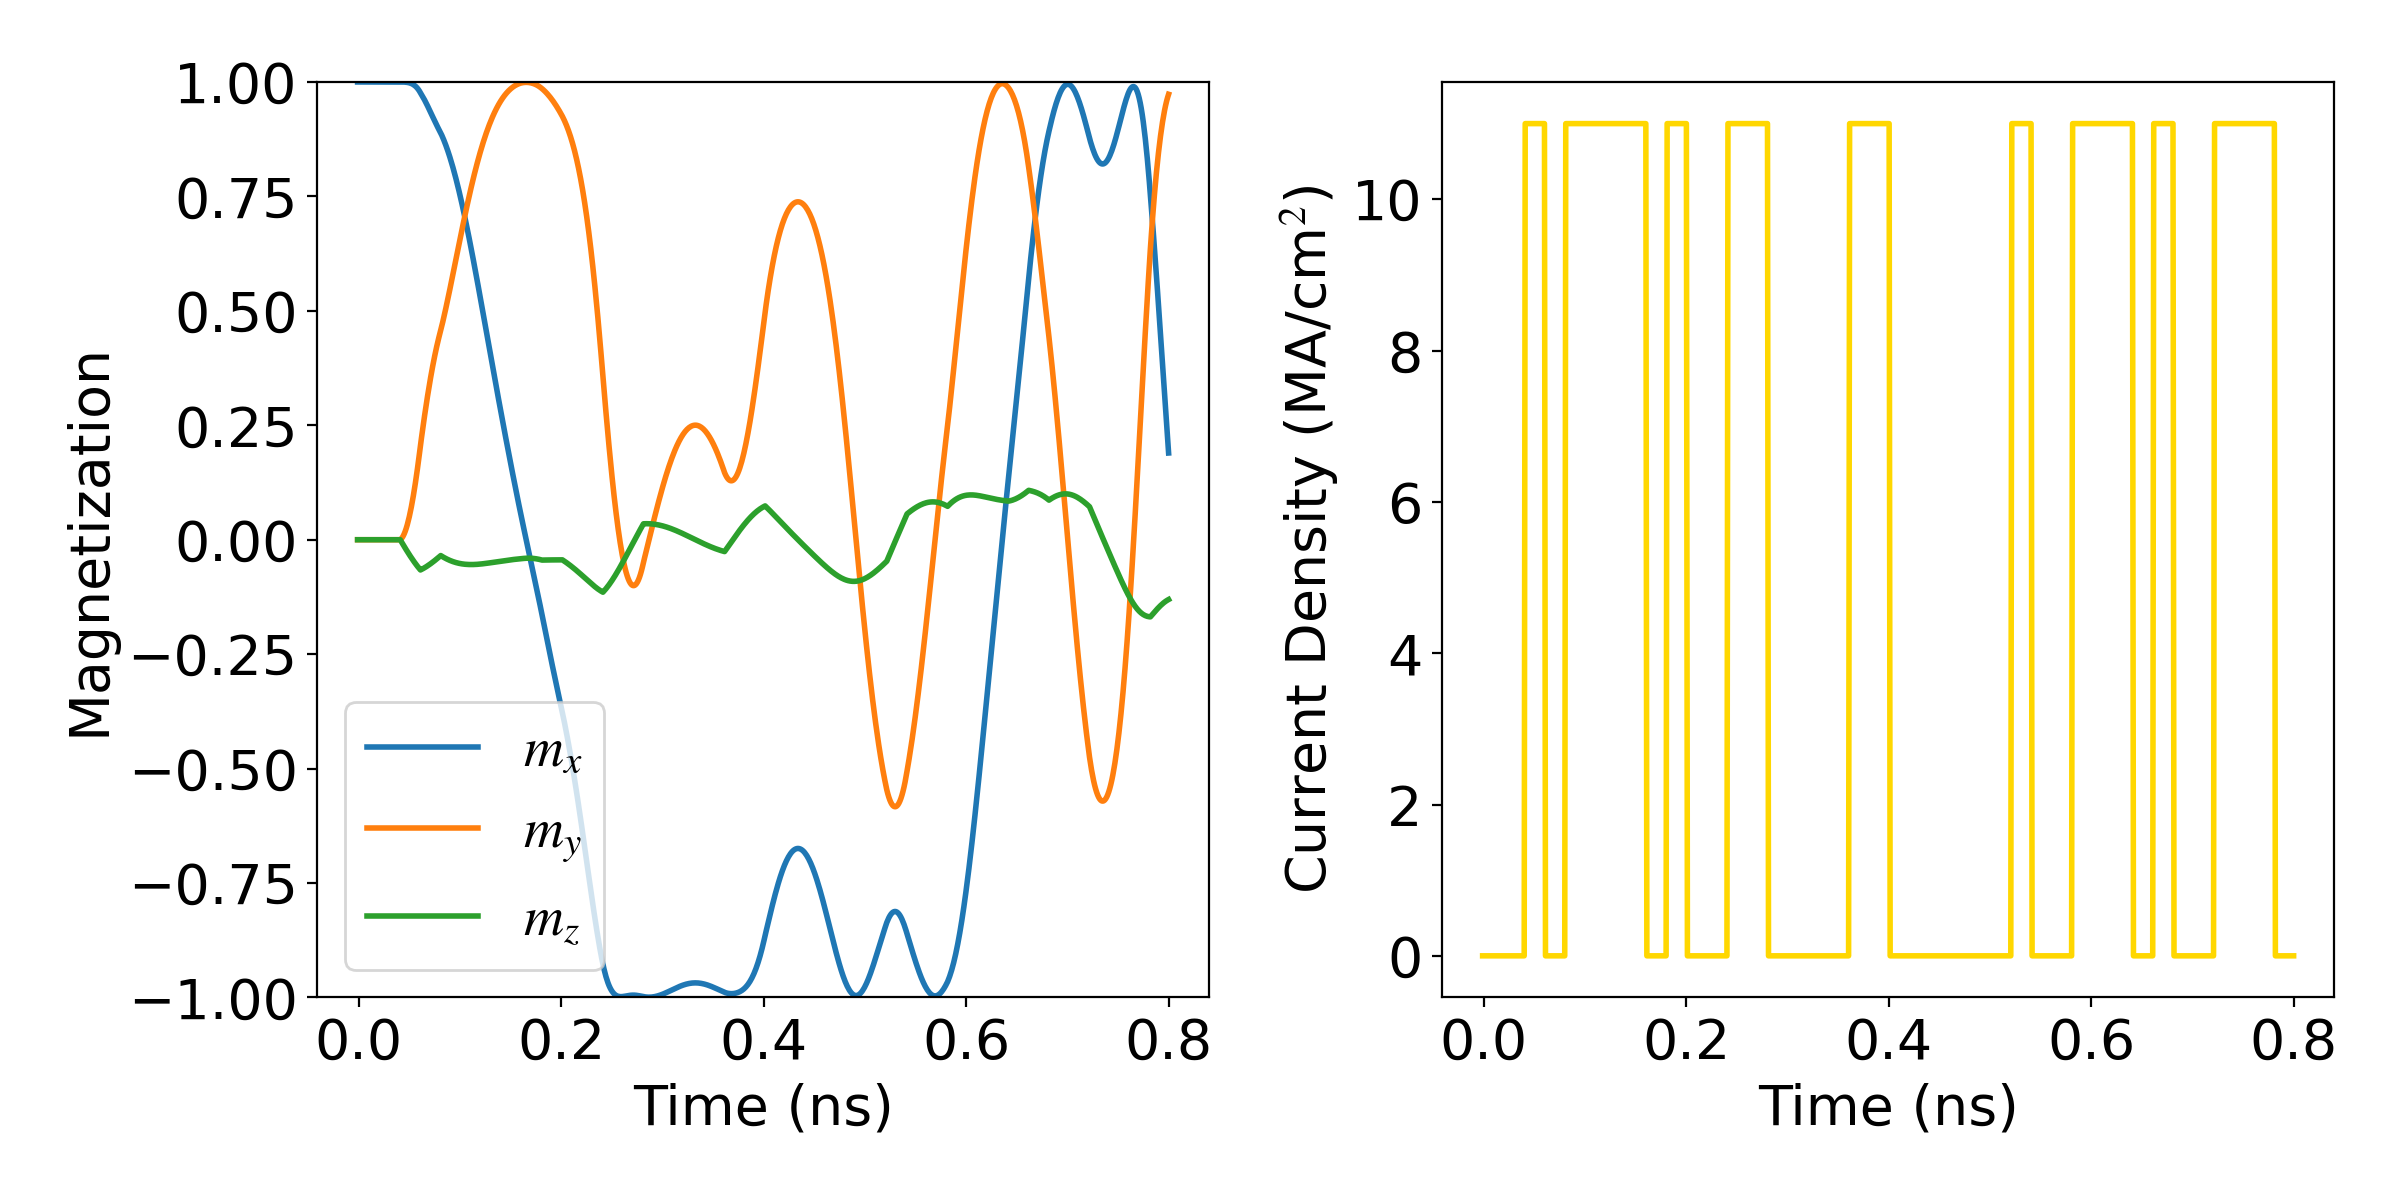 1.00
0.75
0.50
0.25
0.00
−0.25
−0.50
−0.75
−1.00
Magnetization
m_x
m_y
m_z
0.0 0.2 0.4 0.6 0.8
Time (ns)
10
8
6
4
2
0
Current Density (MA/cm²)
0.0 0.2 0.4 0.6 0.8
Time (ns)